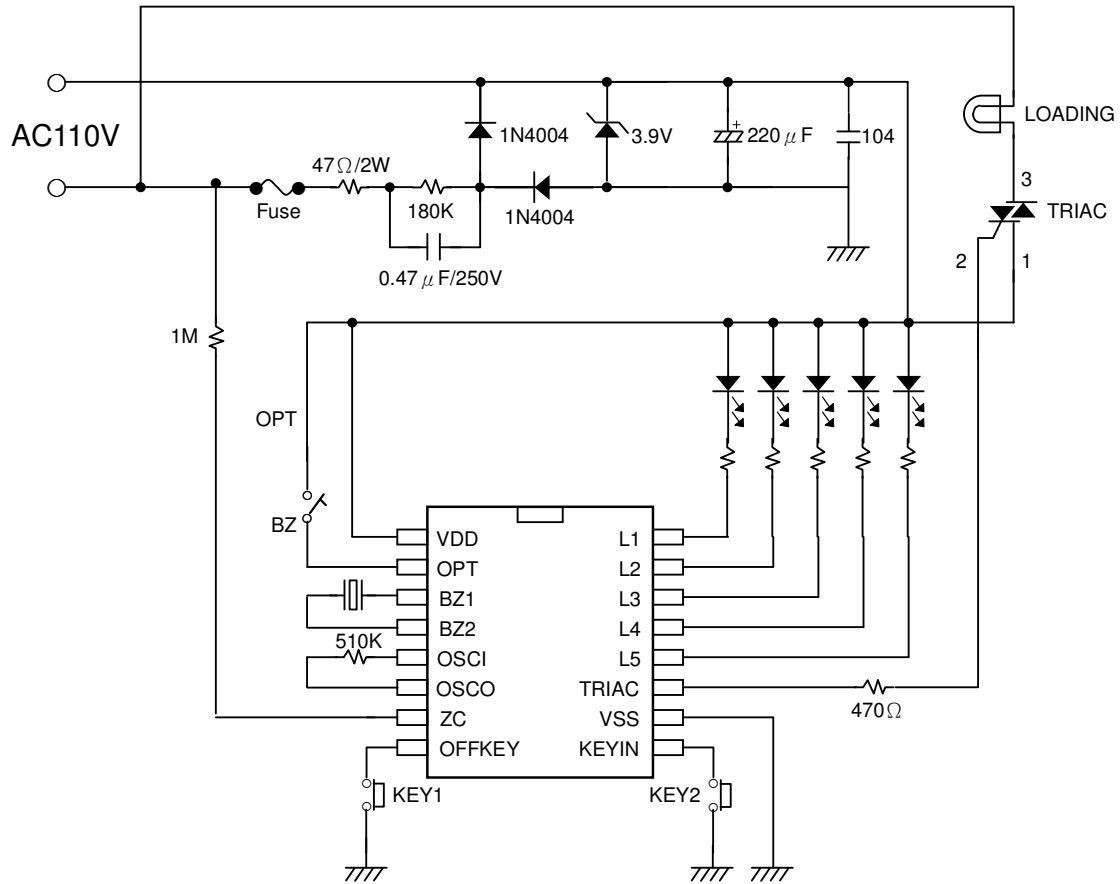 AC110V
1N4004
3.9V
+
220μF
104
LOADING
47Ω/2W
Fuse
180K
1N4004
0.47μF/250V
3
TRIAC
2
1
1M
OPT
BZ
VDD
OPT
BZ1
BZ2
510K
OSCI
OSCO
ZC
OFFKEY
L1
L2
L3
L4
L5
TRIAC
VSS
KEYIN
470Ω
KEY1
KEY2